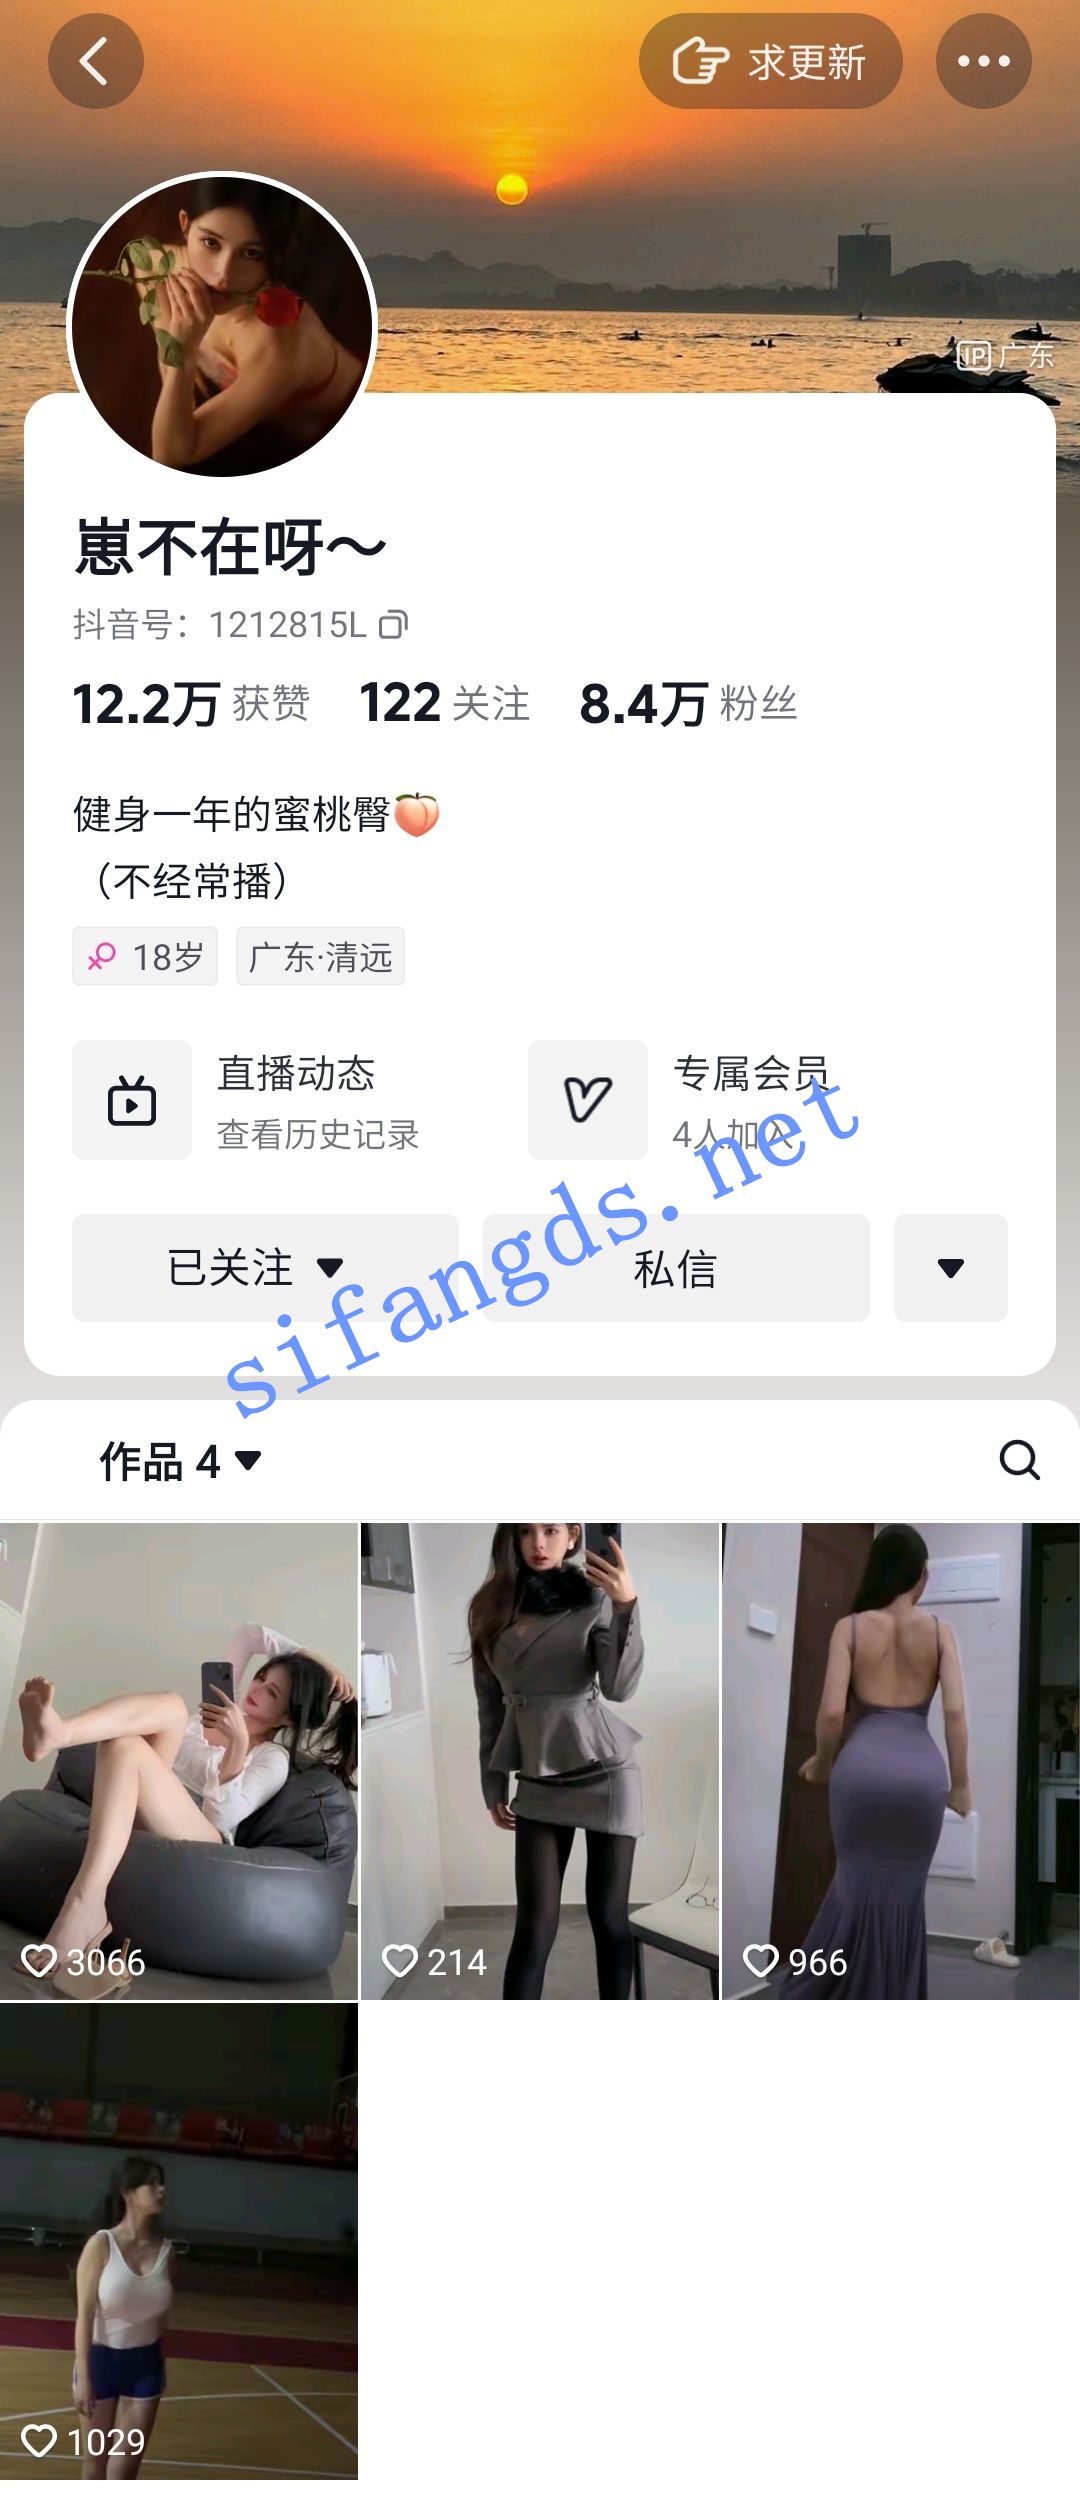 求更新
IP 广东
崽不在呀～
抖音号：1212815L
12.2万 获赞 122 关注 8.4万 粉丝
健身一年的蜜桃臀🍑
（不经常播）
18岁 广东·清远
直播动态
查看历史记录
专属会员
4人加入
已关注 私信
sifangds.net
作品 4
3066
214
966
1029